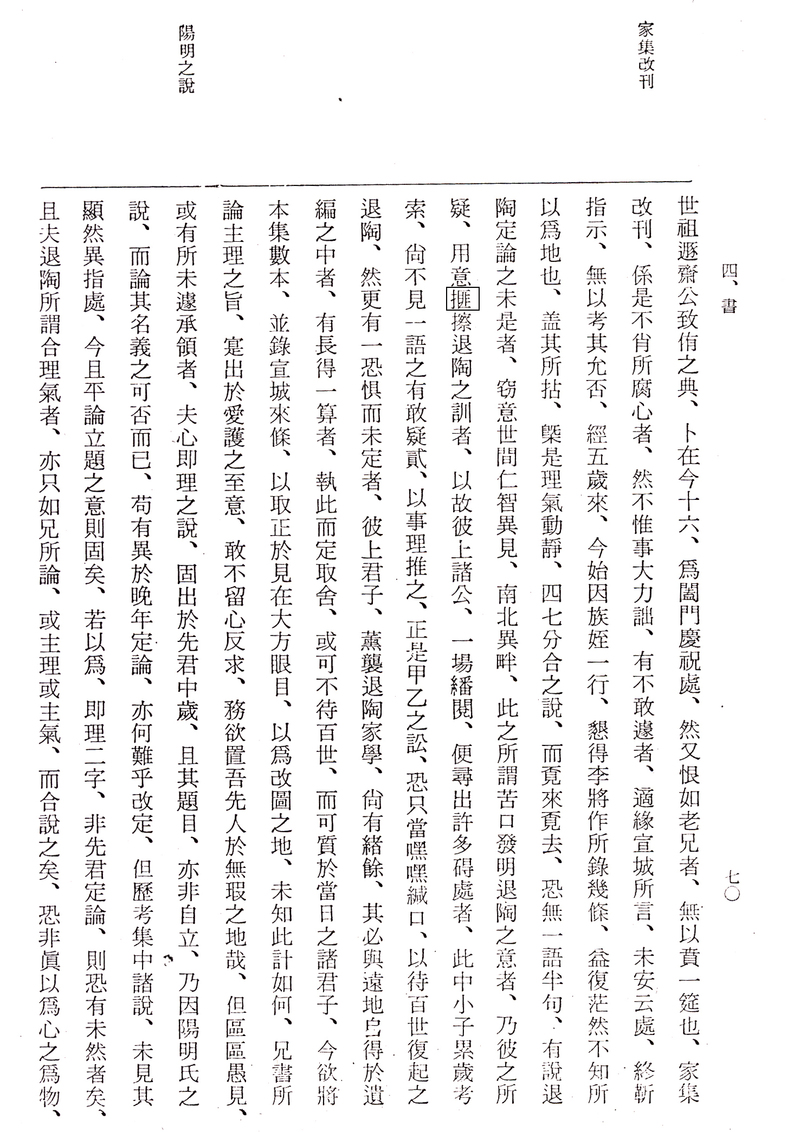 四、書
七〇
家集改刊
陽明之說
世祖遯齋公致侑之典、卜在今十六、爲闔門慶祝處、然又恨如老兄者、無以賁一筵也、家集
改刊、係是不肖所腐心者、然不惟事大力詘、有不敢遽者、適緣宣城所言、未安云處、終靳
指示、無以考其允否、經五歲來、今始因族姪一行、懇得李將作所錄幾條、益復茫然不知所
以爲地也、盖其所拈、槩是理氣動靜、四七分合之說、而覔來覔去、恐無一語半句、有說退
陶定論之未是者、窃意世間仁智異見、南北異畔、此之所謂苦口發明退陶之意者、乃彼之所
疑、用意摧擦退陶之訓者、以故彼上諸公、一場繙閱、便尋出許多碍處者、此中小子累歲考
索、尙不見一語之有敢疑貳、以事理推之、正是甲乙之訟、恐只當嘿嘿緘口、以待百世復起之
退陶、然更有一恐惧而未定者、彼上君子、薰襲退陶家學、尙有緖餘、其必與遠地自得於遺
編之中者、有長得一算者、執此而定取舍、或可不待百世、而可質於當日之諸君子、今欲將
本集數本、並錄宣城來條、以取正於見在大方眼目、以爲改圖之地、未知此計如何、兄書所
論主理之旨、寔出於愛護之至意、敢不留心反求、務欲置吾先人於無瑕之地哉、但區區愚見、
或有所未遽承領者、夫心即理之說、固出於先君中歲、且其題目、亦非自立、乃因陽明氏之
說、而論其名義之可否而已、苟有異於晩年定論、亦何難乎改定、但歷考集中諸說、未見其
顯然異指處、今且平論立題之意則固矣、若以爲、即理二字、非先君定論、則恐有未然者矣、
且夫退陶所謂合理氣者、亦只如兄所論、或主理或主氣、而合說之矣、恐非眞以爲心之爲物、